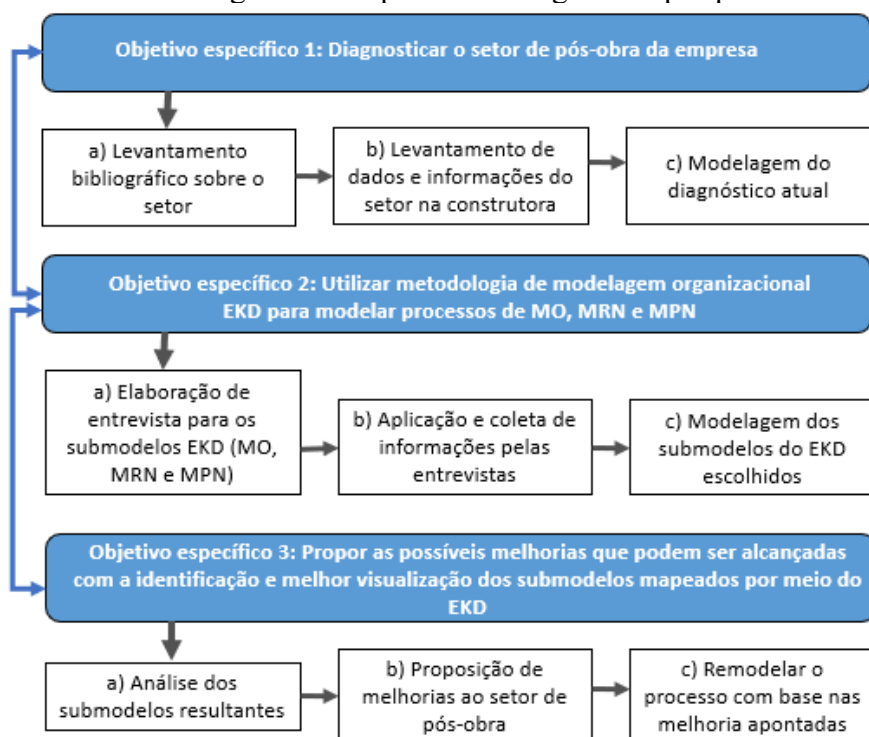 Objetivo específico 1: Diagnosticar o setor de pós-obra da empresa
a) Levantamento
bibliográfico sobre o
setor
b) Levantamento de
dados e informações do
setor na construtora
c) Modelagem do
diagnóstico atual
Objetivo específico 2: Utilizar metodologia de modelagem organizacional
EKD para modelar processos de MO, MRN e MPN
a) Elaboração de
entrevista para os
submodelos EKD (MO,
MRN e MPN)
b) Aplicação e coleta de
informações pelas
entrevistas
c) Modelagem dos
submodelos do EKD
escolhidos
Objetivo específico 3: Propor as possíveis melhorias que podem ser alcançadas
com a identificação e melhor visualização dos submodelos mapeados por meio do
EKD
a) Análise dos
submodelos resultantes
b) Proposição de
melhorias ao setor de
pós-obra
c) Remodelar o
processo com base nas
melhoria apontadas